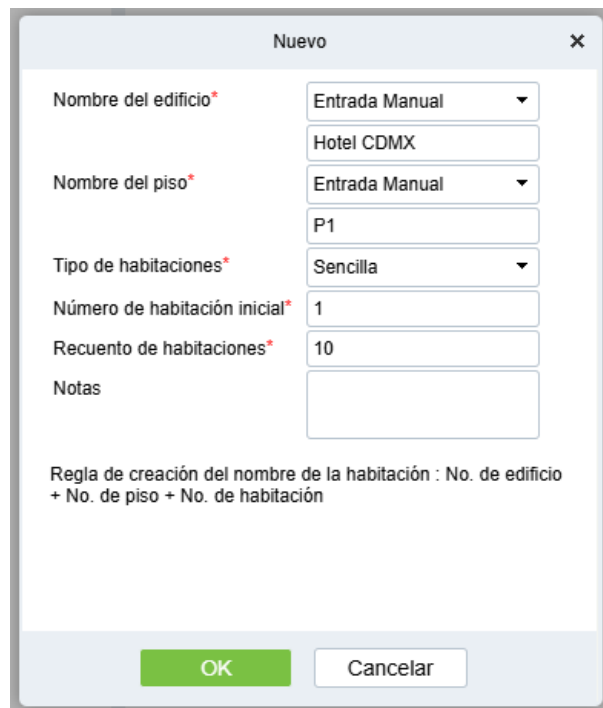 Nuevo
Nombre del edificio*
Entrada Manual
Hotel CDMX
Nombre del piso*
Entrada Manual
P1
Tipo de habitaciones*
Sencilla
Número de habitación inicial*
1
Recuento de habitaciones*
10
Notas
Regla de creación del nombre de la habitación : No. de edificio
+ No. de piso + No. de habitación
OK
Cancelar